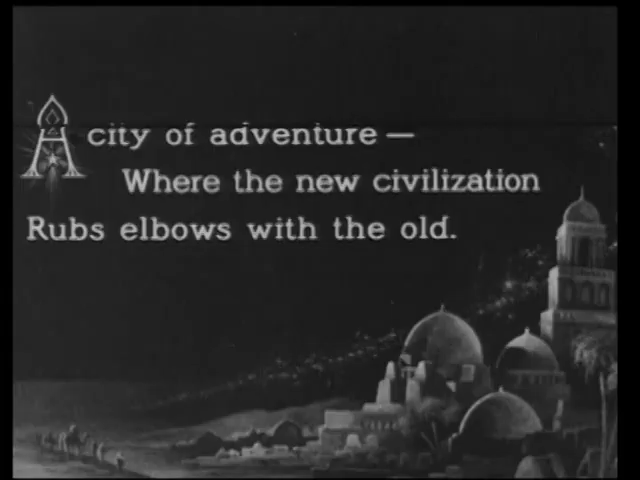 A city of adventure —
Where the new civilization
Rubs elbows with the old.